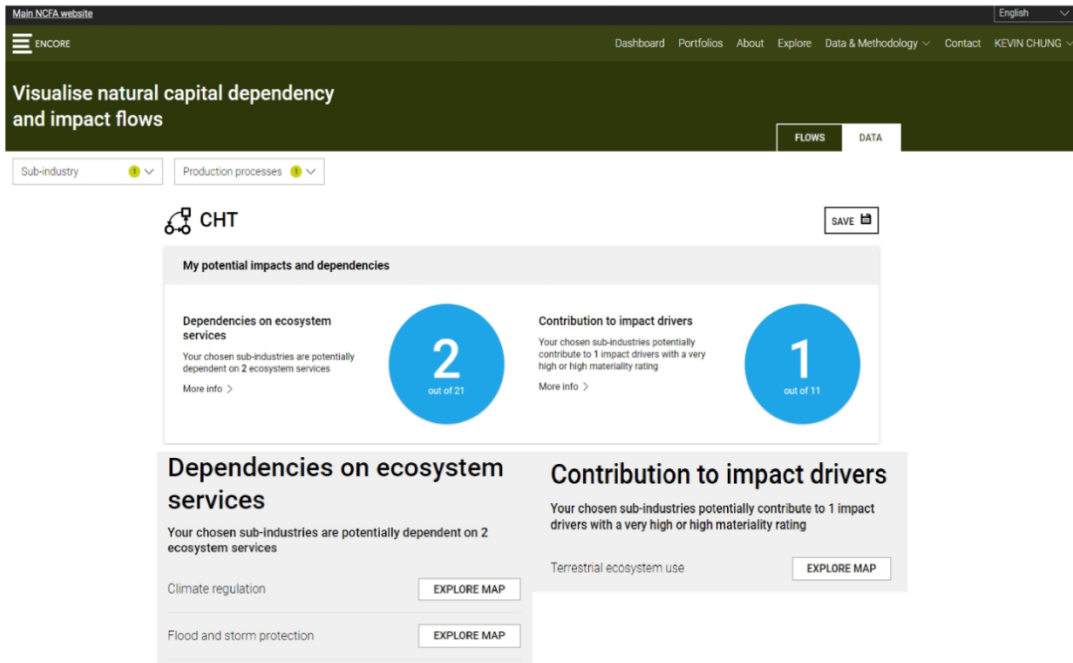 Main NCFA website
English
ENCORE
Dashboard Portfolios About Explore Data & Methodology Contact KEVIN CHUNG
Visualise natural capital dependency
and impact flows
FLOWS DATA
Sub-industry 1 Production processes 1
CHT
SAVE
My potential impacts and dependencies
Dependencies on ecosystem
services
Your chosen sub-industries are potentially
dependent on 2 ecosystem services
More info >
2
out of 21
Contribution to impact drivers
Your chosen sub-industries potentially
contribute to 1 impact drivers with a very
high or high materiality rating
More info >
1
out of 11
Dependencies on ecosystem
services
Your chosen sub-industries are potentially dependent on 2
ecosystem services
Climate regulation EXPLORE MAP
Flood and storm protection EXPLORE MAP
Contribution to impact drivers
Your chosen sub-industries potentially contribute to 1 impact
drivers with a very high or high materiality rating
Terrestrial ecosystem use EXPLORE MAP